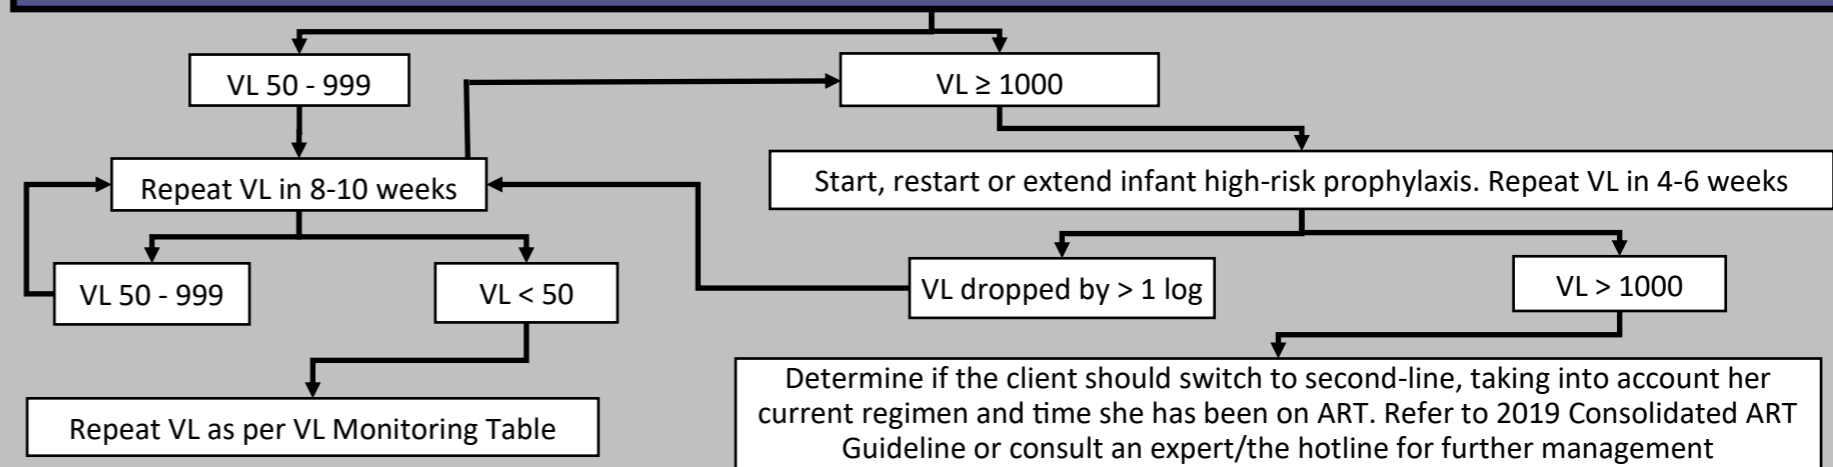 VL 50 - 999
VL ≥ 1000
Repeat VL in 8-10 weeks
Start, restart or extend infant high-risk prophylaxis. Repeat VL in 4-6 weeks
VL 50 - 999
VL < 50
VL dropped by > 1 log
VL > 1000
Repeat VL as per VL Monitoring Table
Determine if the client should switch to second-line, taking into account her
current regimen and time she has been on ART. Refer to 2019 Consolidated ART
Guideline or consult an expert/the hotline for further management